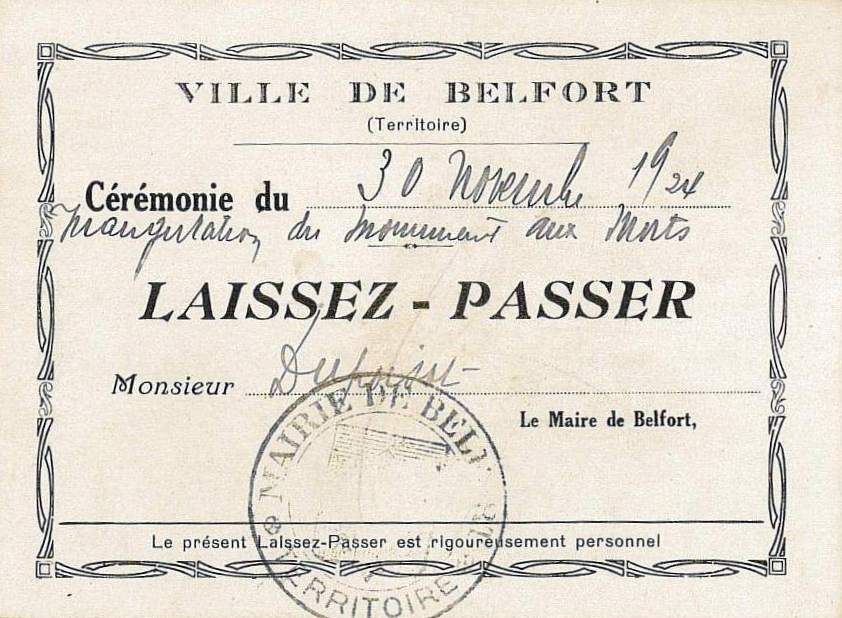 VILLE DE BELFORT
(Territoire)
Cérémonie du 30 Novembre 1924
Inauguration du Monument aux Morts
LAISSEZ - PASSER
Monsieur
MAIRIE DE BEL
Le Maire de Belfort,
Le présent Laissez-Passer est rigoureusement personnel
TERRITOIRE